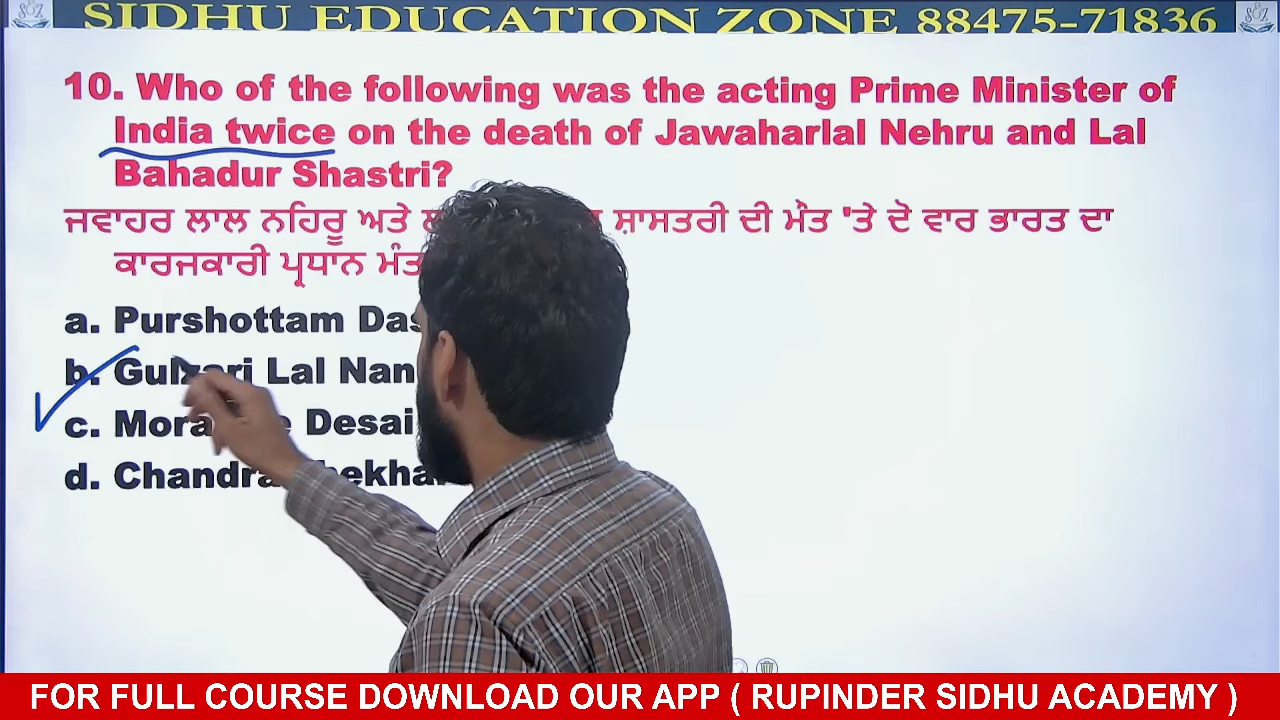 SIDHU EDUCATION ZONE 88475-71836
10. Who of the following was the acting Prime Minister of
India twice on the death of Jawaharlal Nehru and Lal
Bahadur Shastri?
ਜਵਾਹਰ ਲਾਲ ਨਹਿਰੂ ਅਤੇ ਸ਼ਾਸਤਰੀ ਦੀ ਮੌਤ 'ਤੇ ਦੋ ਵਾਰ ਭਾਰਤ ਦਾ
ਕਾਰਜਕਾਰੀ ਪ੍ਰਧਾਨ
a. Purshottam
b. Lal
c. Desai
d.
FOR FULL COURSE DOWNLOAD OUR APP ( RUPINDER SIDHU ACADEMY )